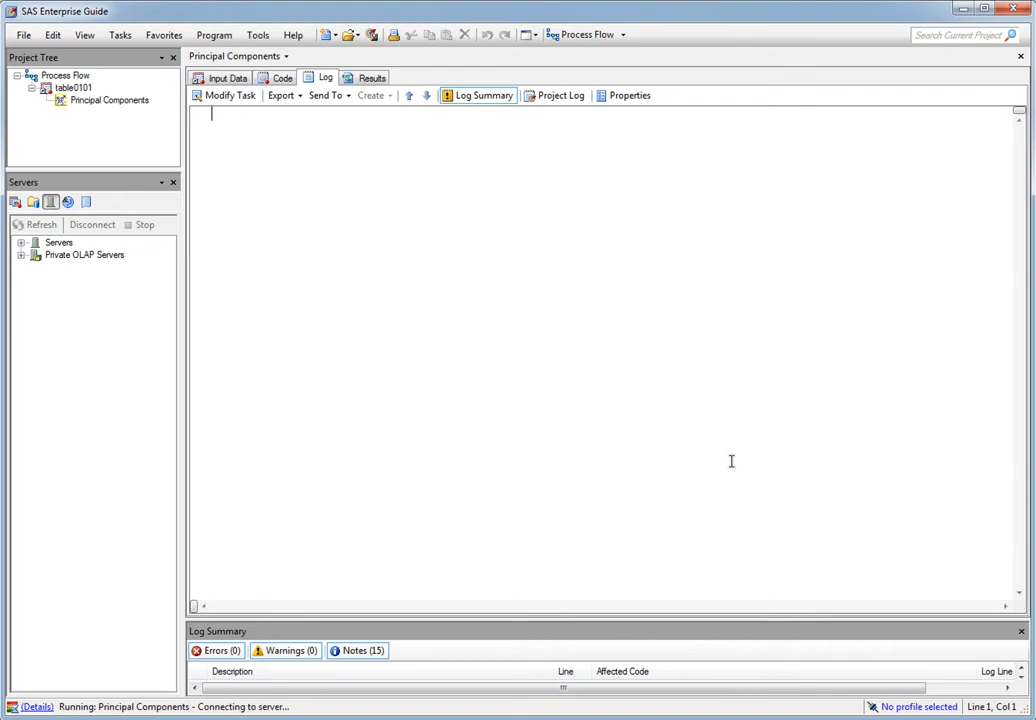 SAS Enterprise Guide
File Edit View Tasks Favorites Program Tools Help Process Flow Search Current Project
Project Tree
Process Flow
table0101
Principal Components
Servers
Refresh Disconnect Stop
Servers
Private OLAP Servers
Principal Components
Input Data Code Log Results
Modify Task Export Send To Create Log Summary Project Log Properties
Log Summary
Errors (0) Warnings (0) Notes (15)
Description Line Affected Code Log Line
(Details) Running: Principal Components - Connecting to server... No profile selected Line 1, Col 1